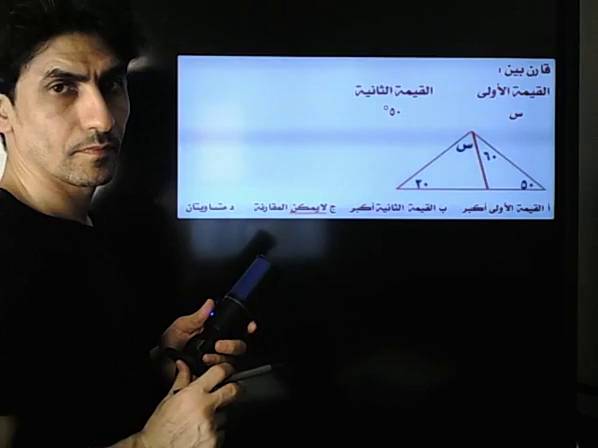 قارن بين :
القيمة الأولى القيمة الثانية
س ٥٠°
س ٦٠
٢٠ ٥٠
أ القيمة الأولى أكبر ب القيمة الثانية أكبر ج لا يمكن المقارنة د متساويتان